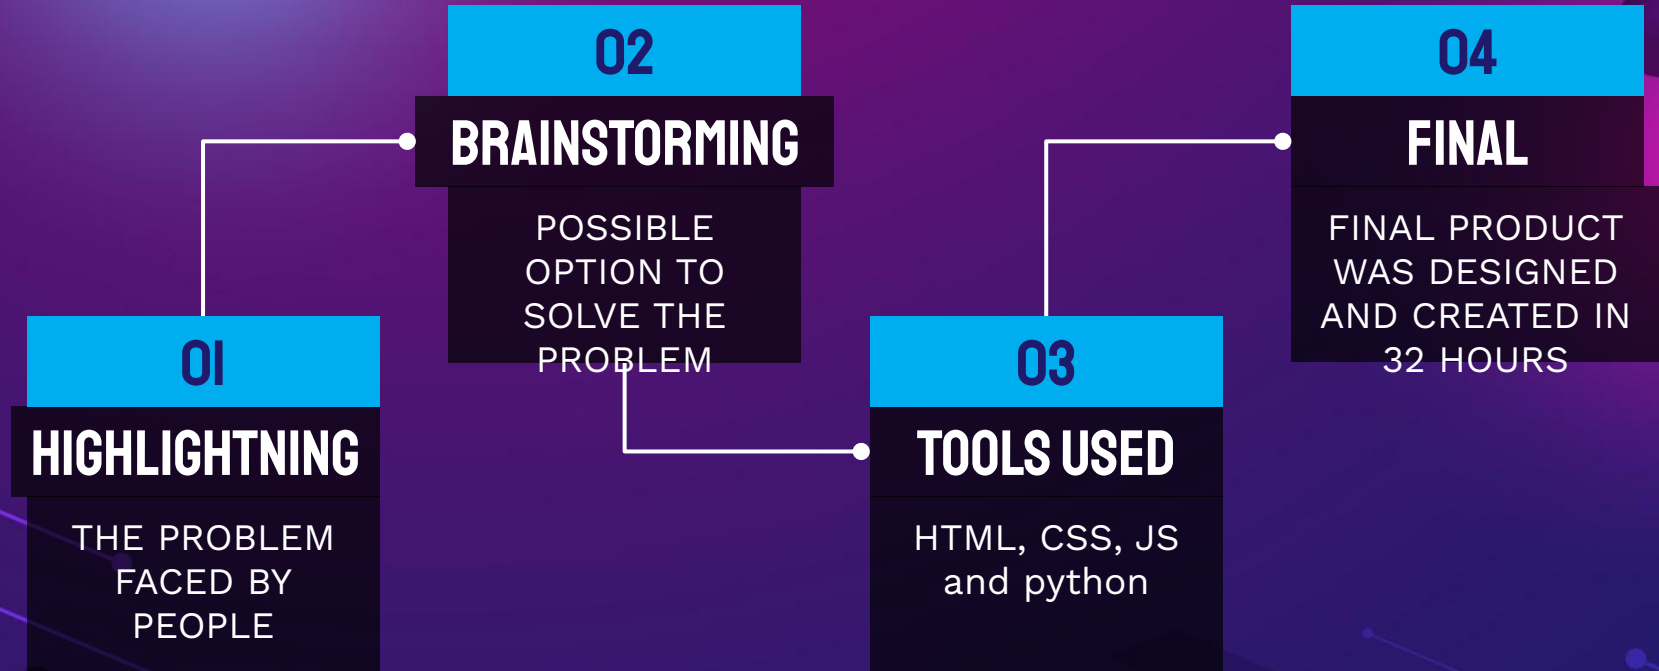 01
HIGHLIGHTNING
THE PROBLEM
FACED BY
PEOPLE
02
BRAINSTORMING
POSSIBLE
OPTION TO
SOLVE THE
PROBLEM
03
TOOLS USED
HTML, CSS, JS
and python
04
FINAL
FINAL PRODUCT
WAS DESIGNED
AND CREATED IN
32 HOURS